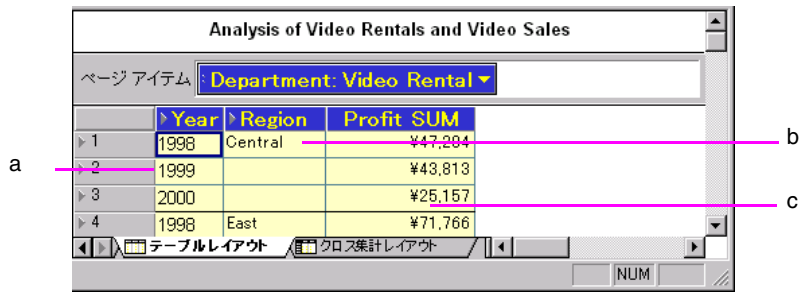 Analysis of Video Rentals and Video Sales
ページ アイテム Department: Video Rental
Year Region Profit SUM
1 1998 Central ¥47,284 b
a 2 1999 ¥43,813
3 2000 ¥25,157 c
4 1998 East ¥71,766
テーブルレイアウト クロス集計レイアウト
NUM